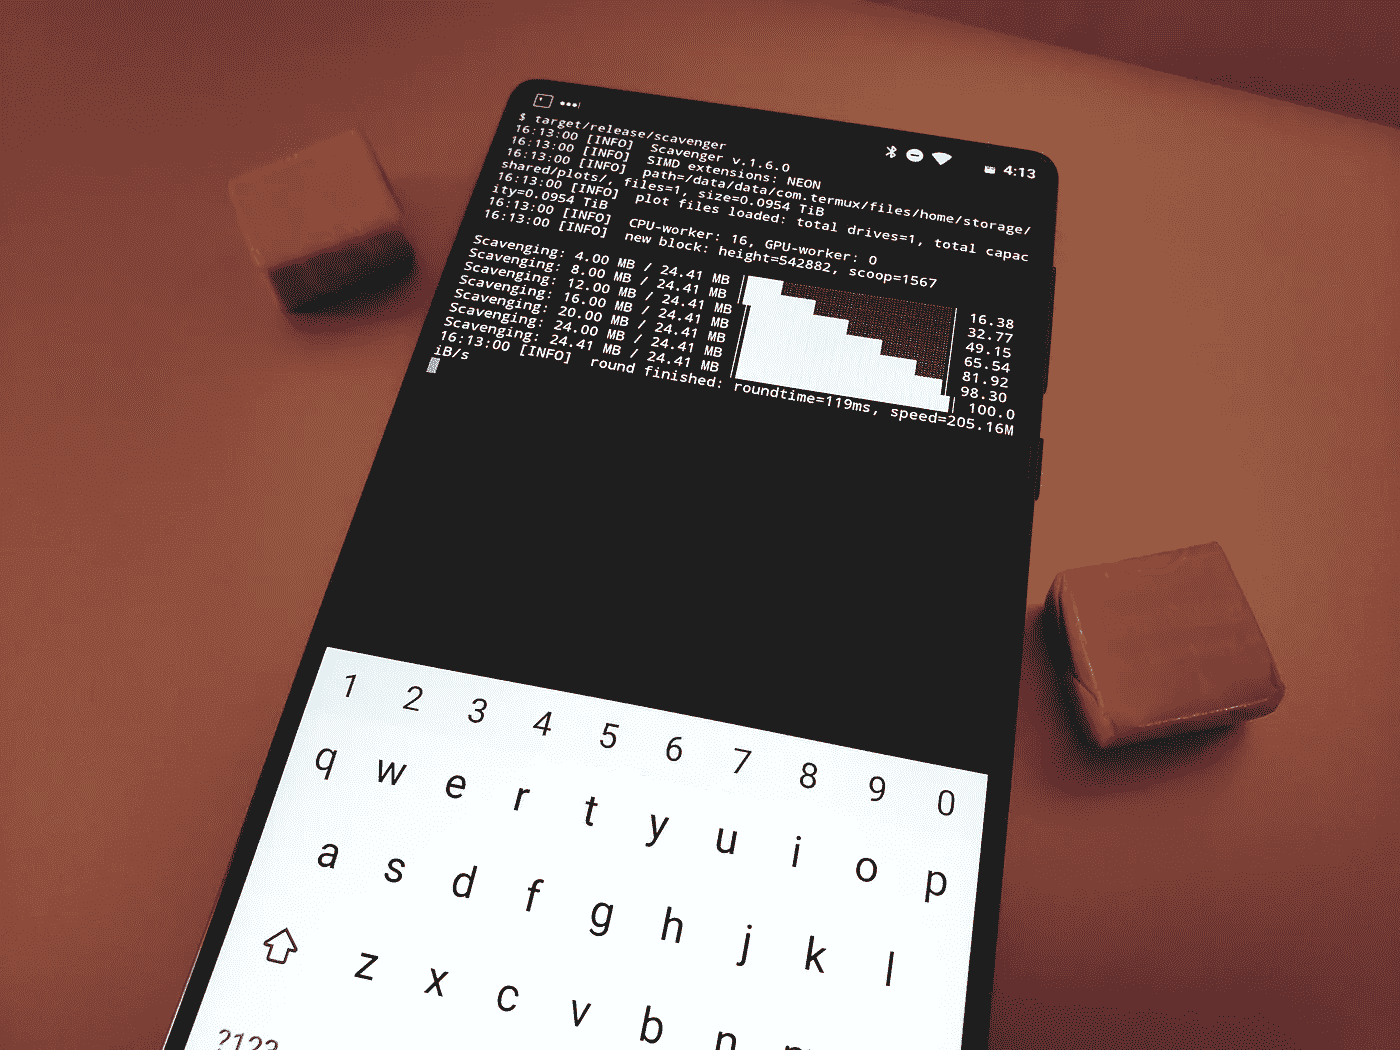 4:13
$ target/release/scavenger
16:13:00 [INFO]  Scavenger v.1.6.0
16:13:00 [INFO]  SIMD extensions: NEON
16:13:00 [INFO]  path=/data/data/com.termux/files/home/storage/
shared/plots/, files=1, size=0.0954 TiB
16:13:00 [INFO]  plot files loaded: total drives=1, total capac
ity=0.0954 TiB
16:13:00 [INFO]  CPU-worker: 16, GPU-worker: 0
16:13:00 [INFO]  new block: height=542882, scoop=1567
Scavenging: 4.00 MB / 24.41 MB 16.38
Scavenging: 8.00 MB / 24.41 MB 32.77
Scavenging: 12.00 MB / 24.41 MB 49.15
Scavenging: 16.00 MB / 24.41 MB 65.54
Scavenging: 20.00 MB / 24.41 MB 81.92
Scavenging: 24.00 MB / 24.41 MB 98.30
Scavenging: 24.41 MB / 24.41 MB 100.0
16:13:00 [INFO]  round finished: roundtime=119ms, speed=205.16M
iB/s
1 2 3 4 5 6 7 8 9 0
q w e r t y u i o p
a s d f g h j k l
z x c v b n